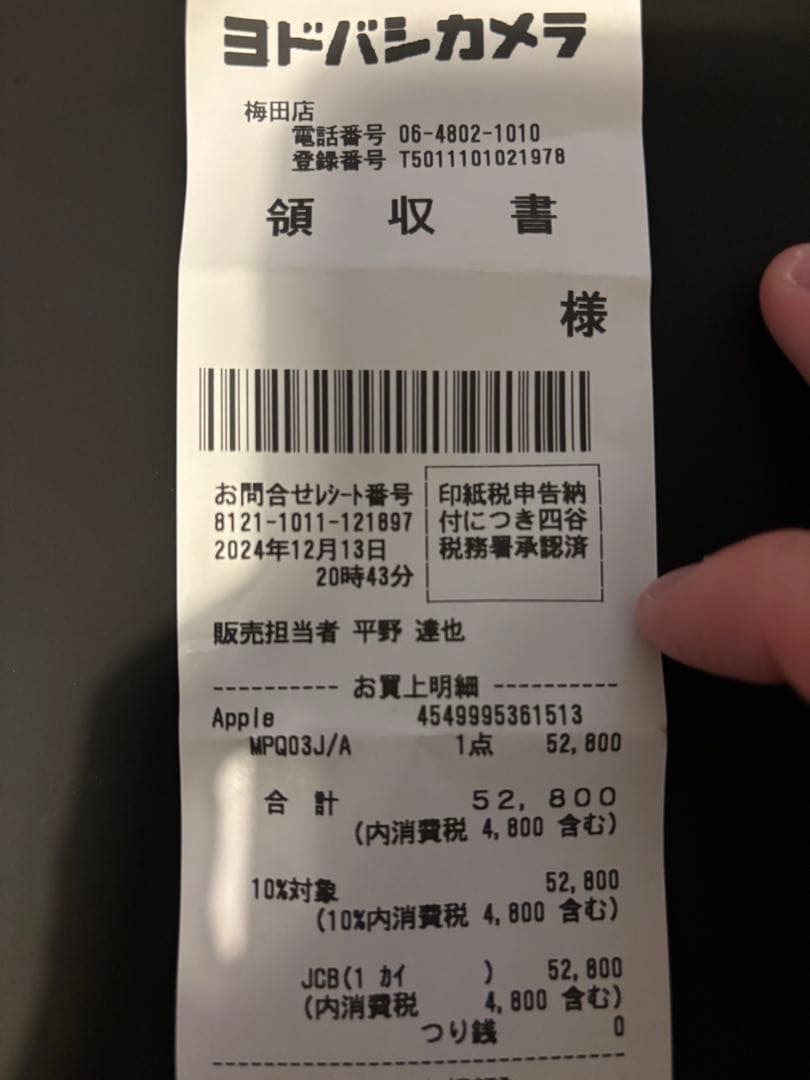 ヨドバシカメラ
梅田店
電話番号 06-4802-1010
登録番号 T5011101021978
領 収 書
様
お問合せﾚｼｰﾄ番号
8121-1011-121897
2024年12月13日
20時43分
印紙税申告納
付につき四谷
税務署承認済
販売担当者 平野 達也
---------- お買上明細 ----------
Apple 4549995361513
MPQ03J/A 1点 52,800
合 計 52,800
(内消費税 4,800 含む)
10%対象 52,800
(10%内消費税 4,800 含む)
JCB(1 ｶｲ ) 52,800
(内消費税 4,800 含む)
つり銭 0
--------------------------------